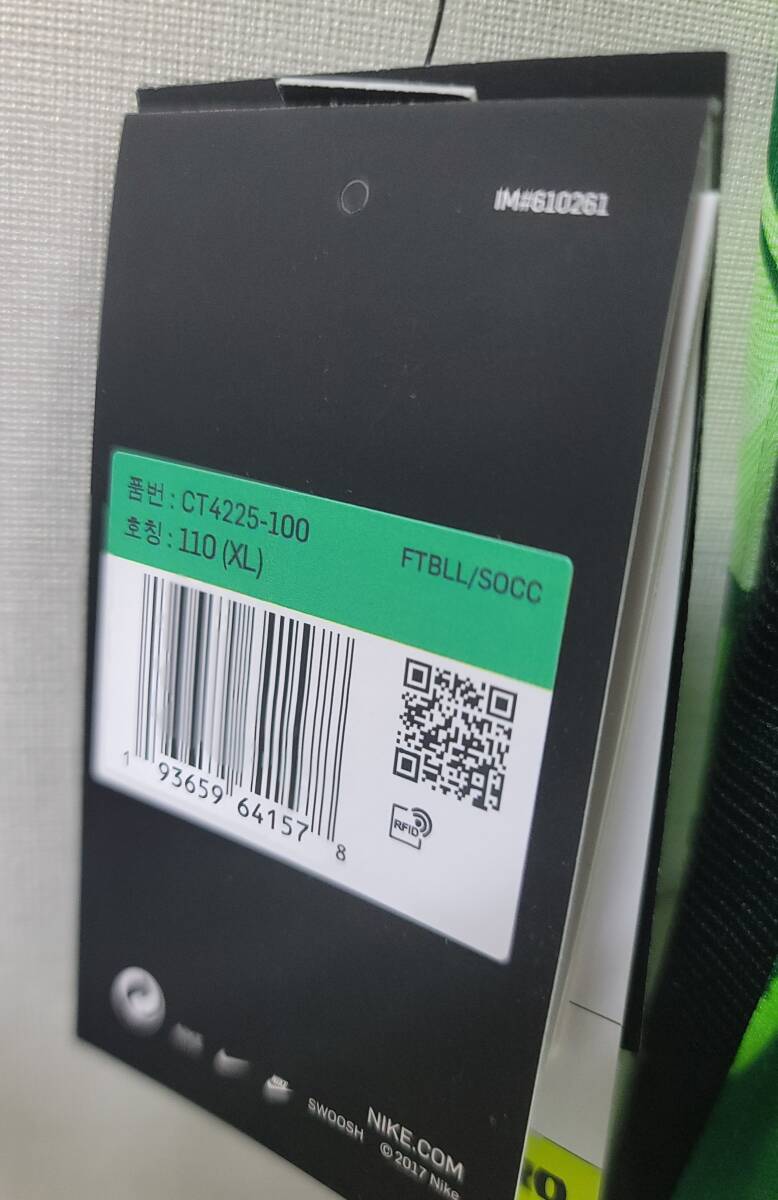 IM#610261
품번 : CT4225-100
호칭 : 110 (XL)
FTBLL/SOCC
1 93659 64157 8
RFID
SWOOSH
NIKE.COM
© 2017 Nike